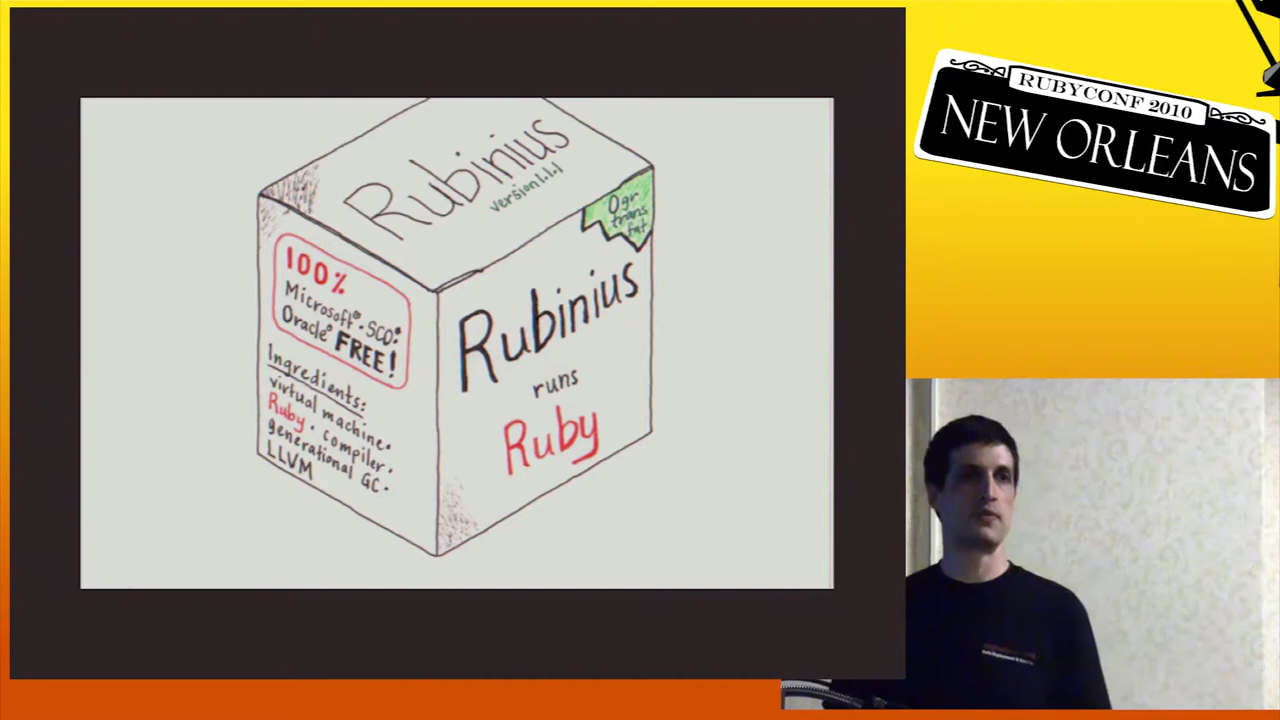 RUBYCONF 2010
NEW ORLEANS
Rubinius
version 1.1.1
0gr
trans
fat
100%
Microsoft® · SCO®
Oracle® FREE!
Ingredients:
virtual machine ·
Ruby · compiler ·
generational GC ·
LLVM
Rubinius
runs
Ruby